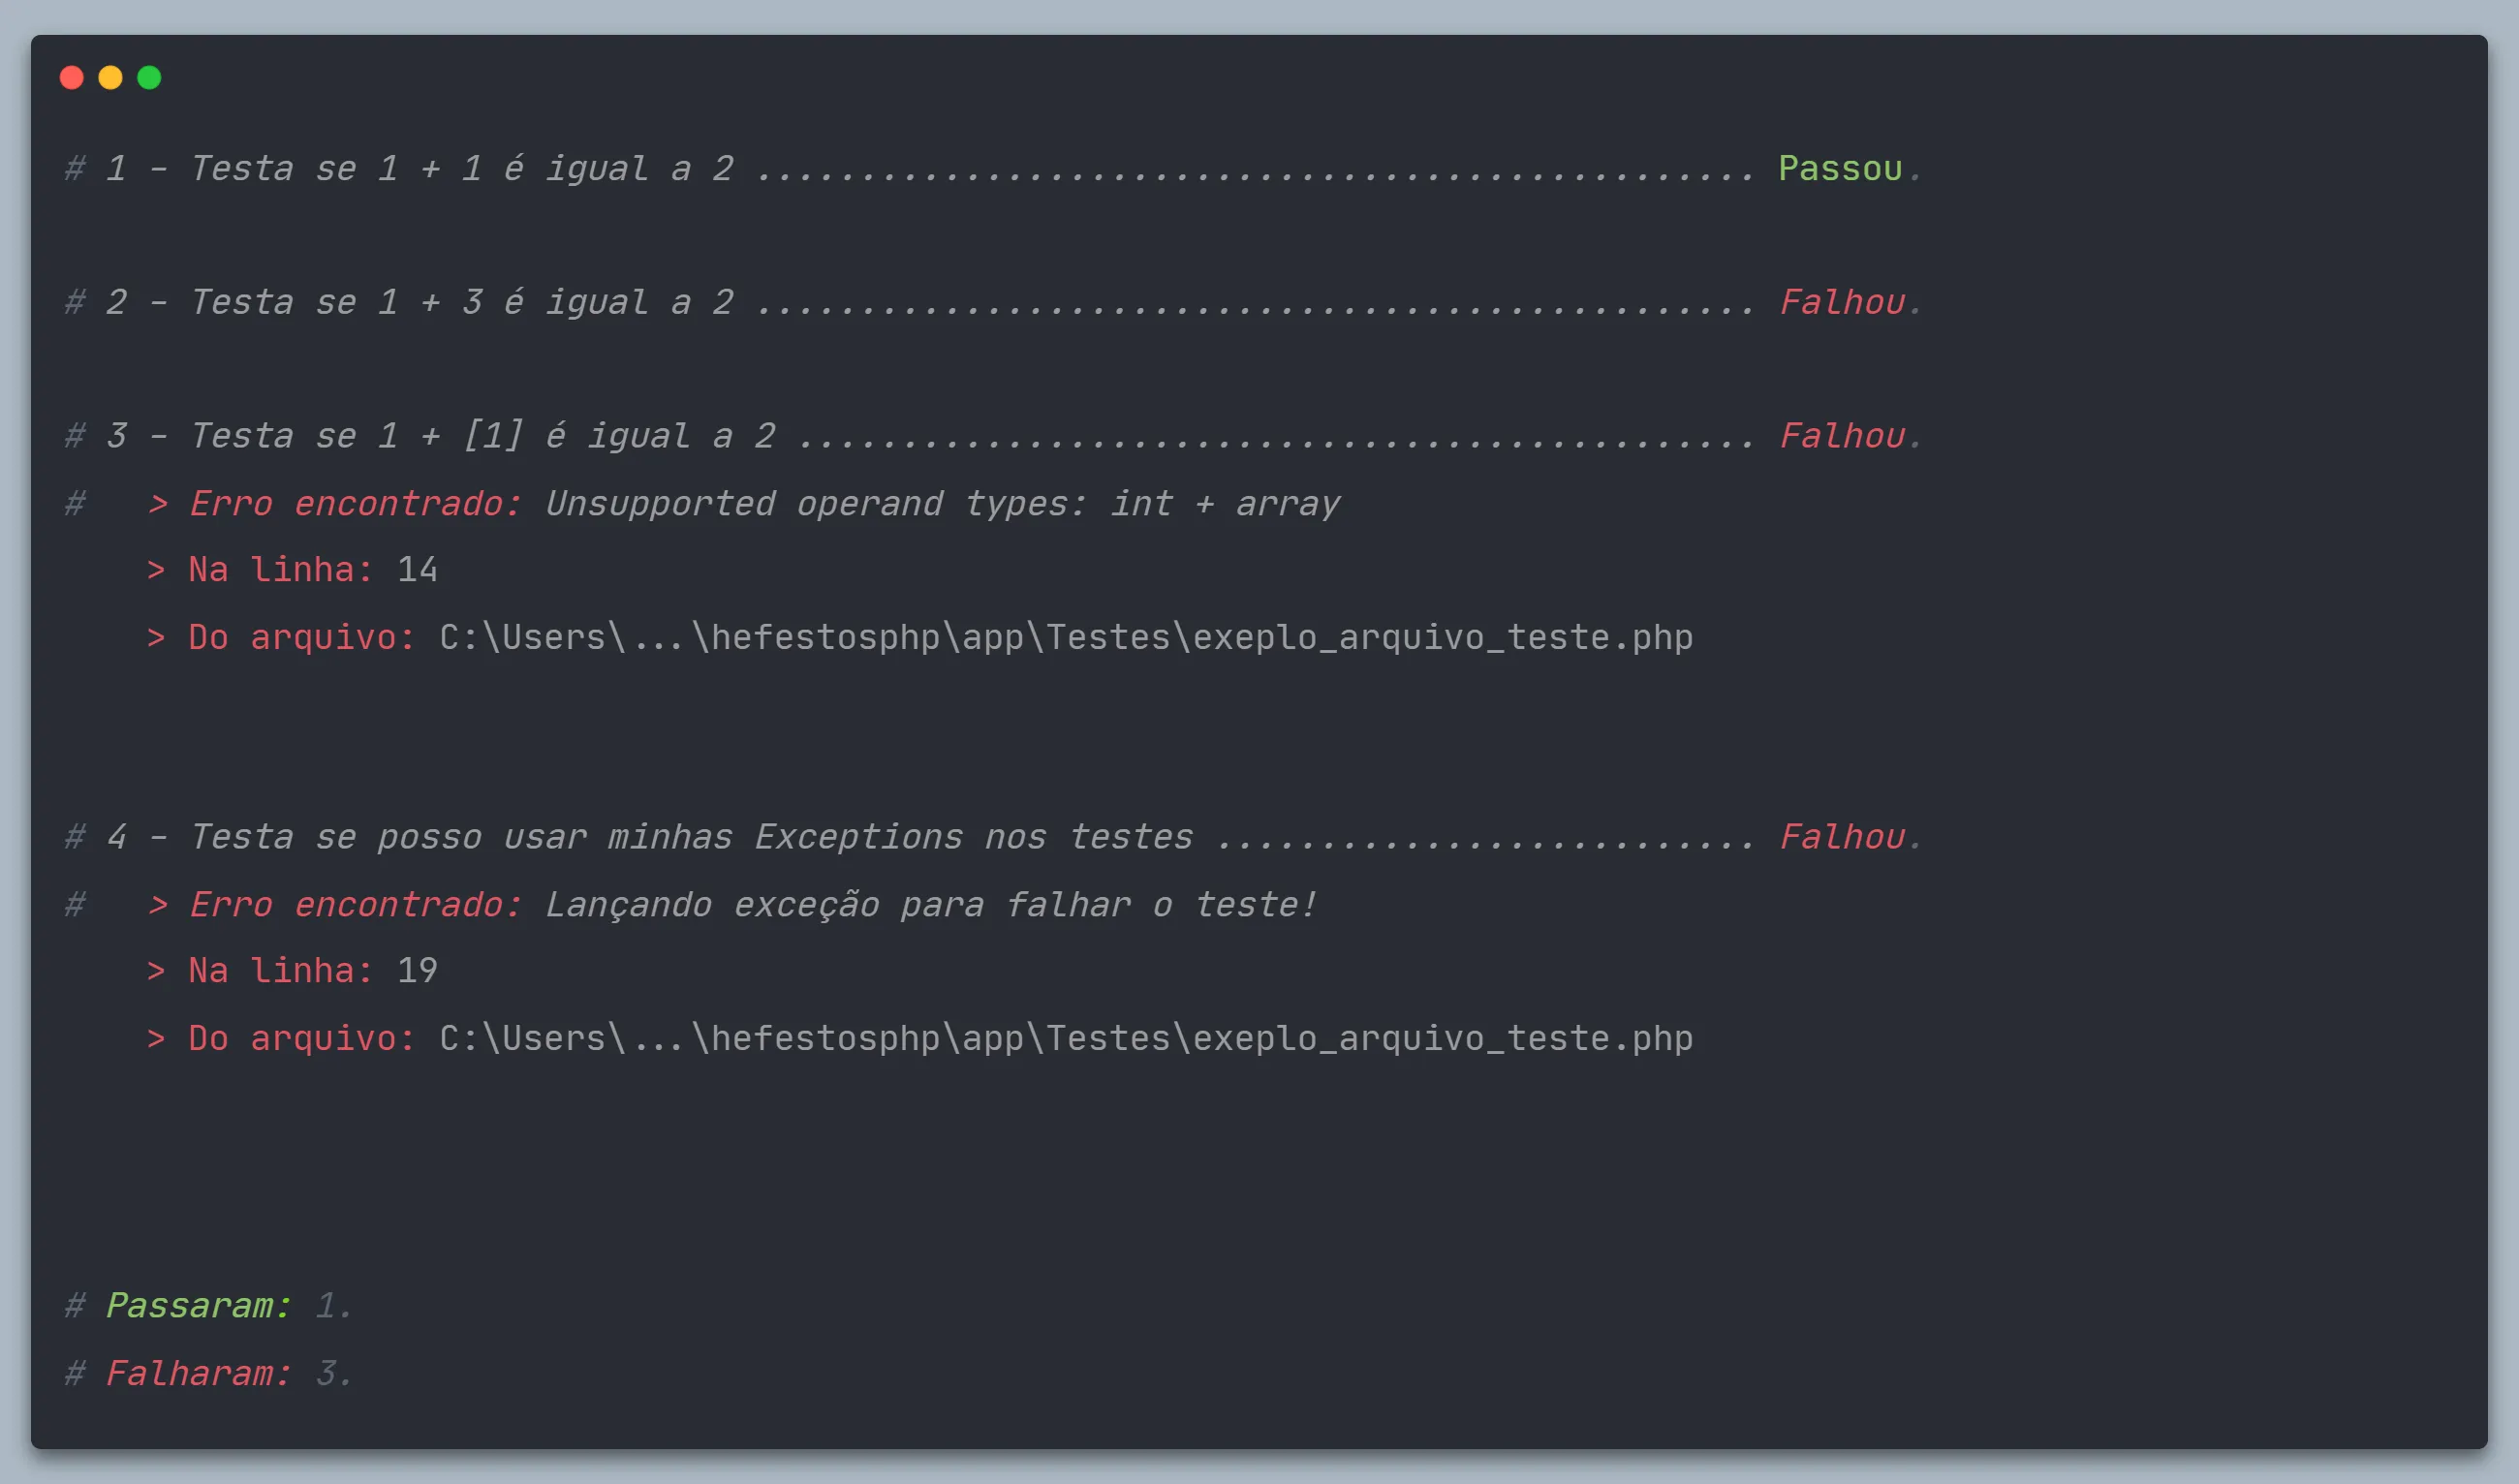 # 1 - Testa se 1 + 1 é igual a 2 ................................................ Passou.
# 2 - Testa se 1 + 3 é igual a 2 ................................................ Falhou.
# 3 - Testa se 1 + [1] é igual a 2 .............................................. Falhou.
#   > Erro encontrado: Unsupported operand types: int + array
    > Na linha: 14
    > Do arquivo: C:\Users\...\hefestosphp\app\Testes\exeplo_arquivo_teste.php
# 4 - Testa se posso usar minhas Exceptions nos testes .......................... Falhou.
#   > Erro encontrado: Lançando exceção para falhar o teste!
    > Na linha: 19
    > Do arquivo: C:\Users\...\hefestosphp\app\Testes\exeplo_arquivo_teste.php
# Passaram: 1.
# Falharam: 3.